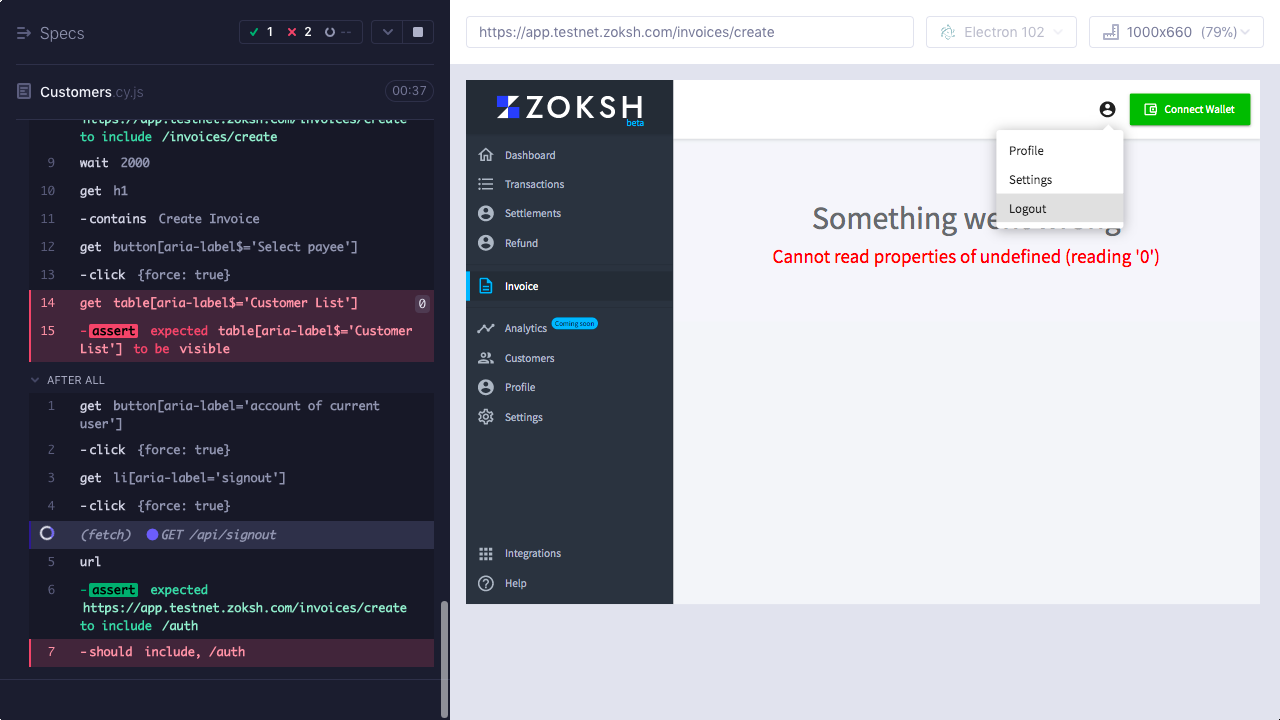 Specs
1
2
--
Customers.cy.js
00:37
https://app.testnet.zoksh.com/invoices/create
to include /invoices/create
9 wait 2000
10 get h1
11 -contains Create Invoice
12 get button[aria-label$='Select payee']
13 -click {force: true}
14 get table[aria-label$='Customer List'] 0
15 -assert expected table[aria-label$='Customer
List'] to be visible
AFTER ALL
1 get button[aria-label='account of current
user']
2 -click {force: true}
3 get li[aria-label='signout']
4 -click {force: true}
(fetch) GET /api/signout
5 url
6 -assert expected
https://app.testnet.zoksh.com/invoices/create
to include /auth
7 -should include, /auth
https://app.testnet.zoksh.com/invoices/create
Electron 102
1000x660 (79%)
ZOKSH
beta
Dashboard
Transactions
Settlements
Refund
Invoice
Analytics Coming soon
Customers
Profile
Settings
Integrations
Help
Connect Wallet
Profile
Settings
Logout
Something went wrong
Cannot read properties of undefined (reading '0')